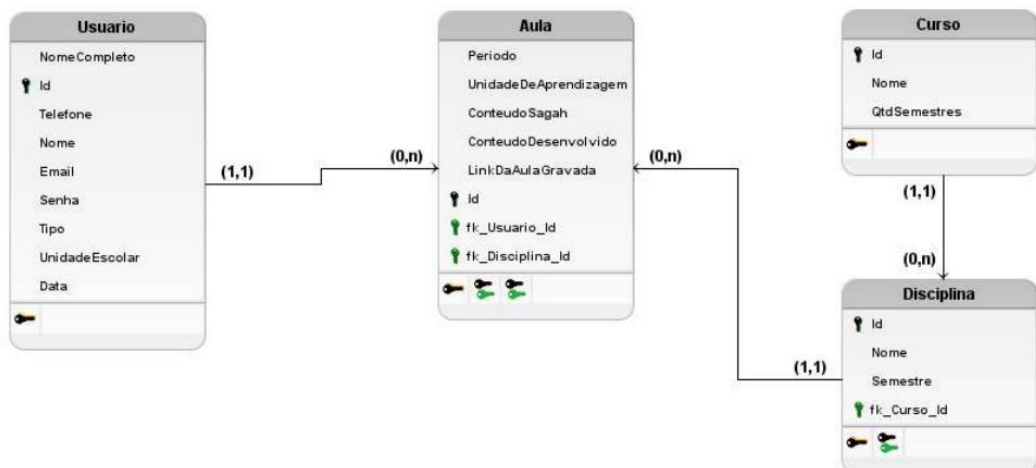 Usuario
NomeCompleto
Id
Telefone
Nome
Email
Senha
Tipo
UnidadeEscolar
Data
(1,1)
(0,n)
Aula
Periodo
UnidadeDeAprendizagem
ConteudoSagah
ConteudoDesenvolvido
LinkDaAulaGravada
Id
fk_Usuario_Id
fk_Disciplina_Id
(0,n)
(1,1)
Curso
Id
Nome
QtdSemestres
(1,1)
(0,n)
Disciplina
Id
Nome
Semestre
fk_Curso_Id